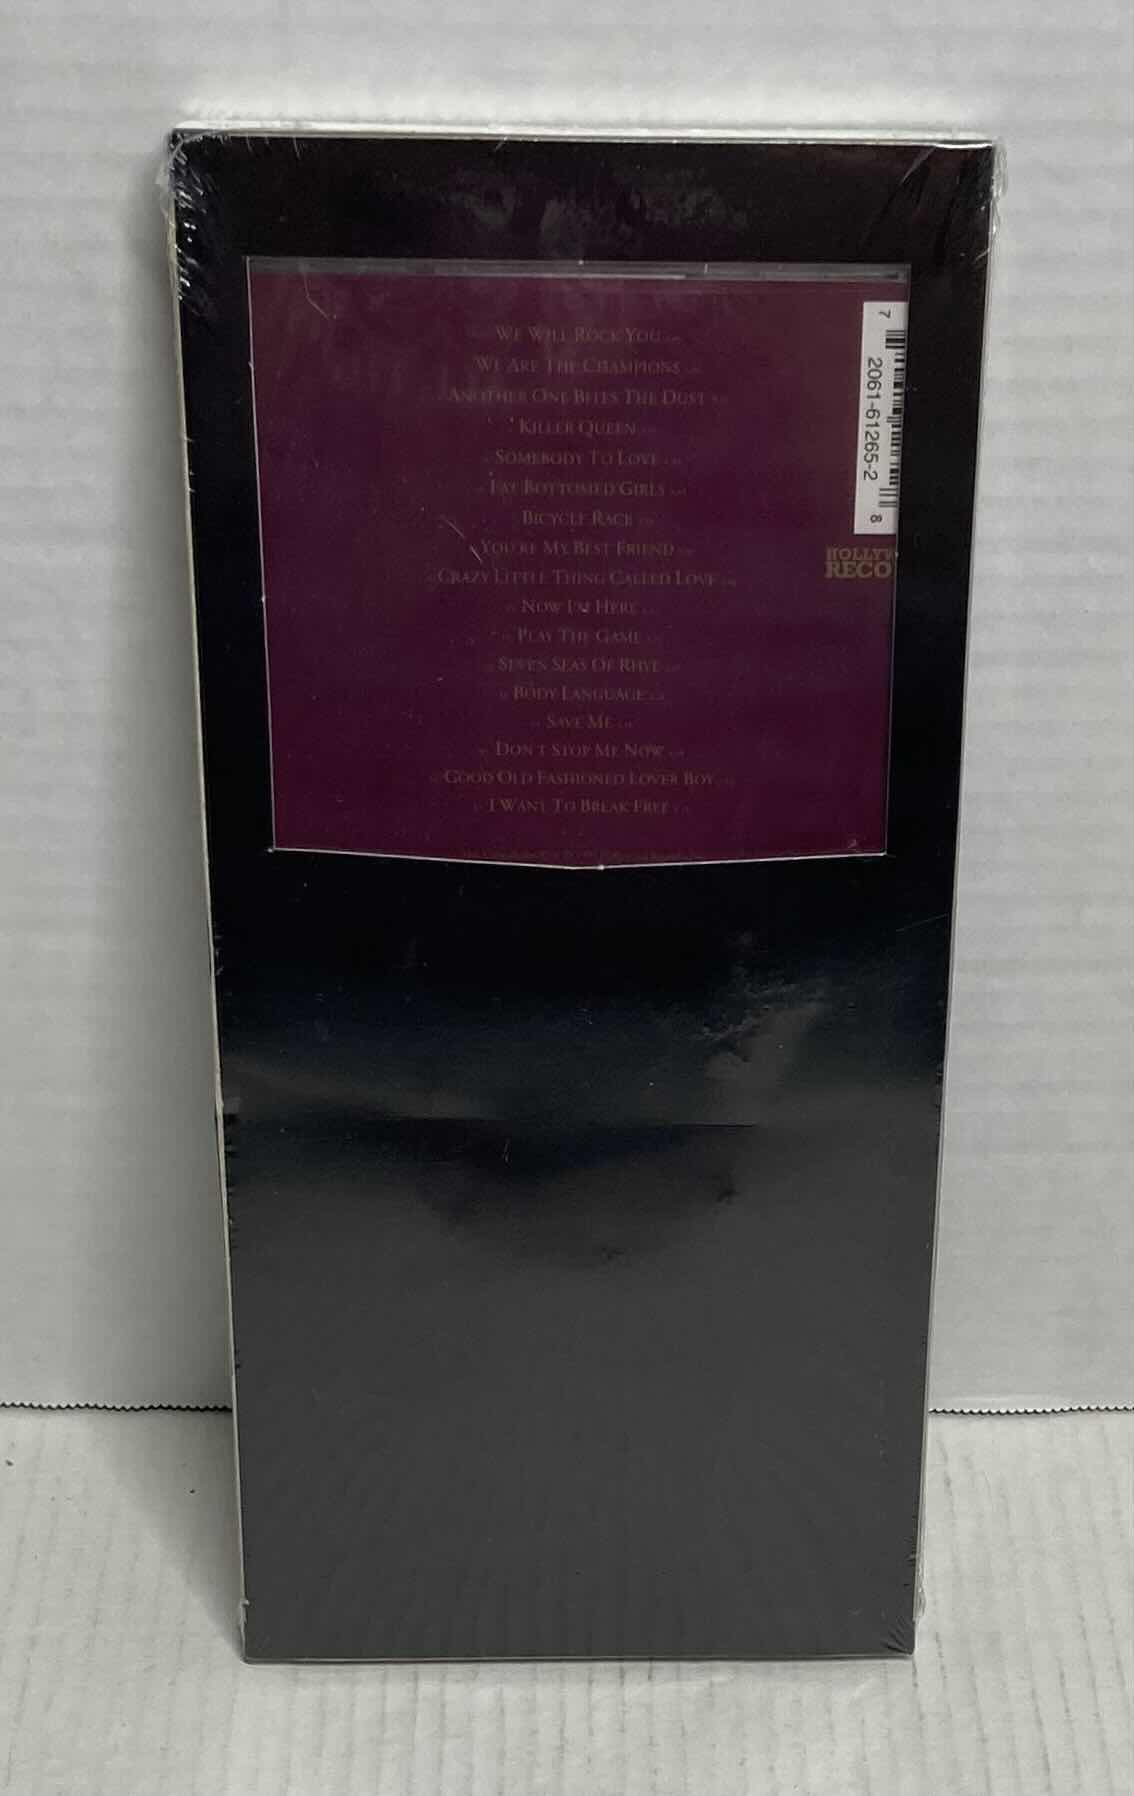 WE WILL ROCK YOU
WE ARE THE CHAMPIONS
ANOTHER ONE BITES THE DUST
KILLER QUEEN
SOMEBODY TO LOVE
FAT BOTTOMED GIRLS
BICYCLE RACE
YOU'RE MY BEST FRIEND
CRAZY LITTLE THING CALLED LOVE
NOW I'M HERE
PLAY THE GAME
SEVEN SEAS OF RHYE
BODY LANGUAGE
SAVE ME
DON'T STOP ME NOW
GOOD OLD FASHIONED LOVER BOY
I WANT TO BREAK FREE
7 2061-61265-2 8
HOLLYW
RECO